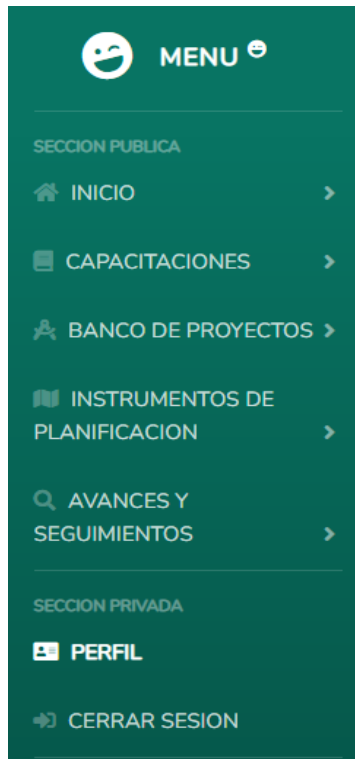 MENU
SECCION PUBLICA
INICIO
CAPACITACIONES
BANCO DE PROYECTOS
INSTRUMENTOS DE
PLANIFICACION
AVANCES Y
SEGUIMIENTOS
SECCION PRIVADA
PERFIL
CERRAR SESION